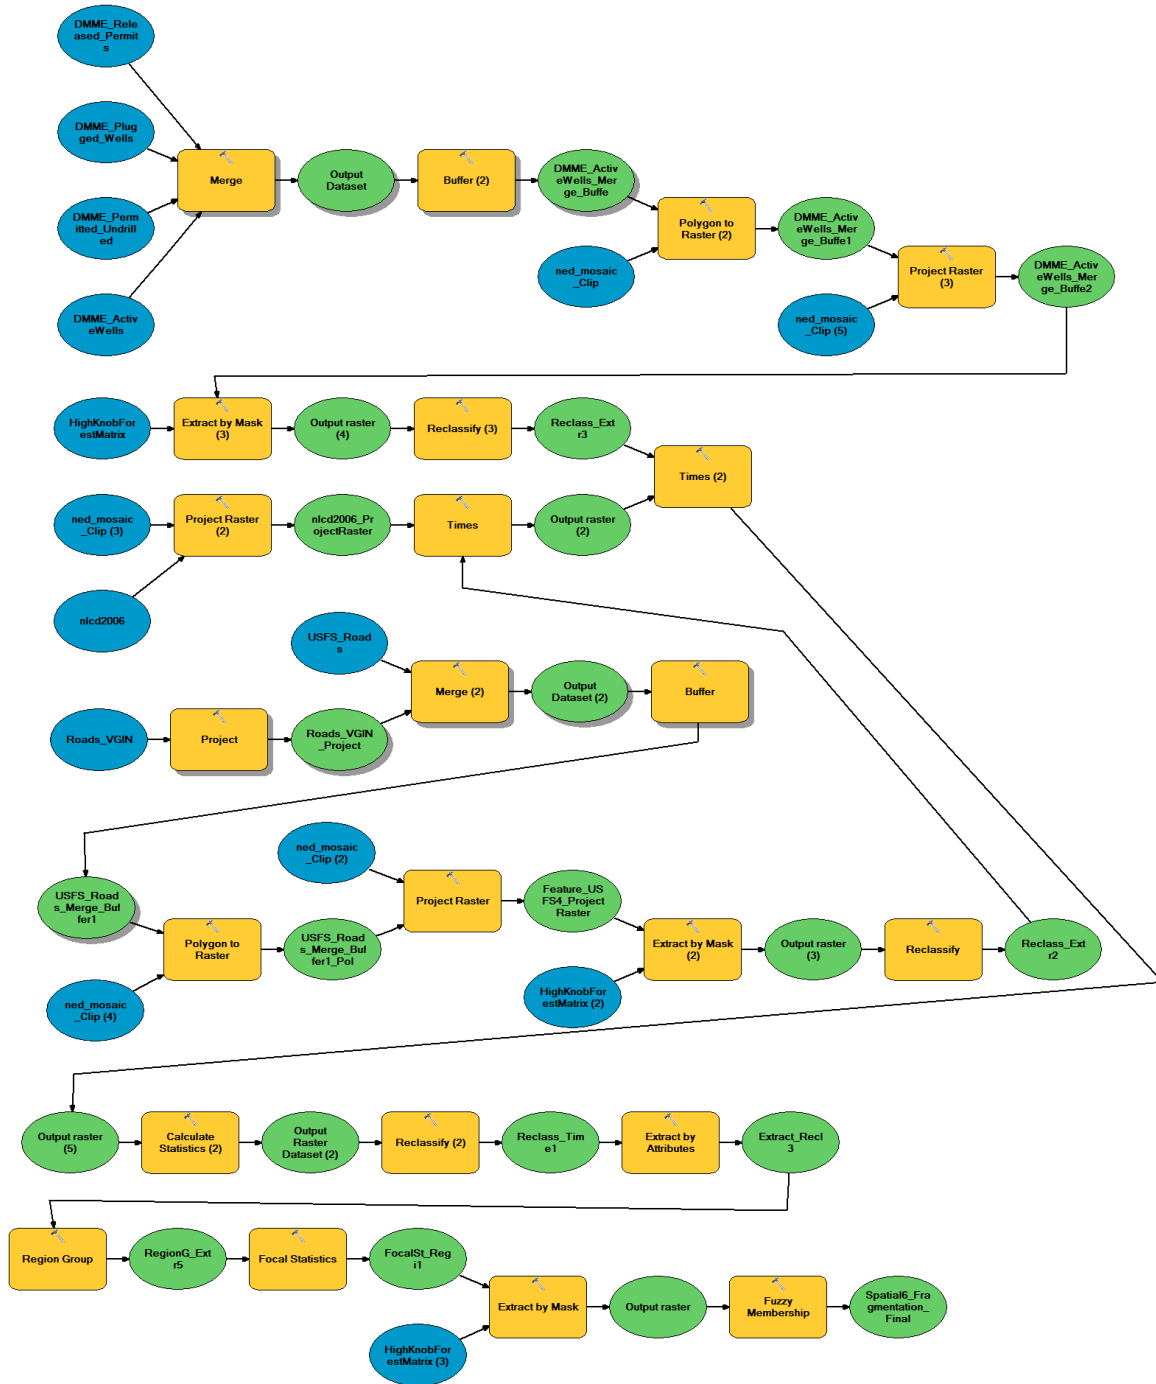 DMME_Rele
ased_Permit
s
DMME_Plug
ged_Wells
Merge
Output
Dataset
Buffer (2)
DMME_Activ
eWells_Mer
ge_Buffe
DMME_Permi
tted_Undrill
ed
Polygon to
Raster (2)
DMME_Activ
eWells_Mer
ge_Buffe1
ned_mosaic
_Clip
Project Raster
(3)
DMME_Activ
eWells_Mer
ge_Buffe2
DMME_Activ
eWells
ned_mosaic
_Clip (5)
HighKnobFor
estMatrix
Extract by Mask
(3)
Output raster
(4)
Reclassify (3)
Reclass_Ext
r3
Times (2)
ned_mosaic
_Clip (3)
Project Raster
(2)
nlcd2006_Pr
ojectRaster
Times
Output raster
(2)
nlcd2006
USFS_Road
s
Merge (2)
Output
Dataset (2)
Buffer
Roads_VGIN
Project
Roads_VGIN
_Project
ned_mosaic
_Clip (2)
Project Raster
Feature_US
FS4_Project
Raster
USFS_Road
s_Merge_Buf
fer1
Polygon to
Raster
USFS_Road
s_Merge_Buf
fer1_Pol
Extract by Mask
(2)
Output raster
(3)
Reclassify
Reclass_Ext
r2
ned_mosaic
_Clip (4)
HighKnobFor
estMatrix (2)
Output raster
(5)
Calculate
Statistics (2)
Output
Raster
Dataset (2)
Reclassify (2)
Reclass_Tim
e1
Extract by
Attributes
Extract_Recl
3
Region Group
RegionG_Ext
r5
Focal Statistics
FocalSt_Reg
i1
Extract by Mask
Output raster
Fuzzy
Membership
Spatial6_Fra
gmentation_
Final
HighKnobFor
estMatrix (3)